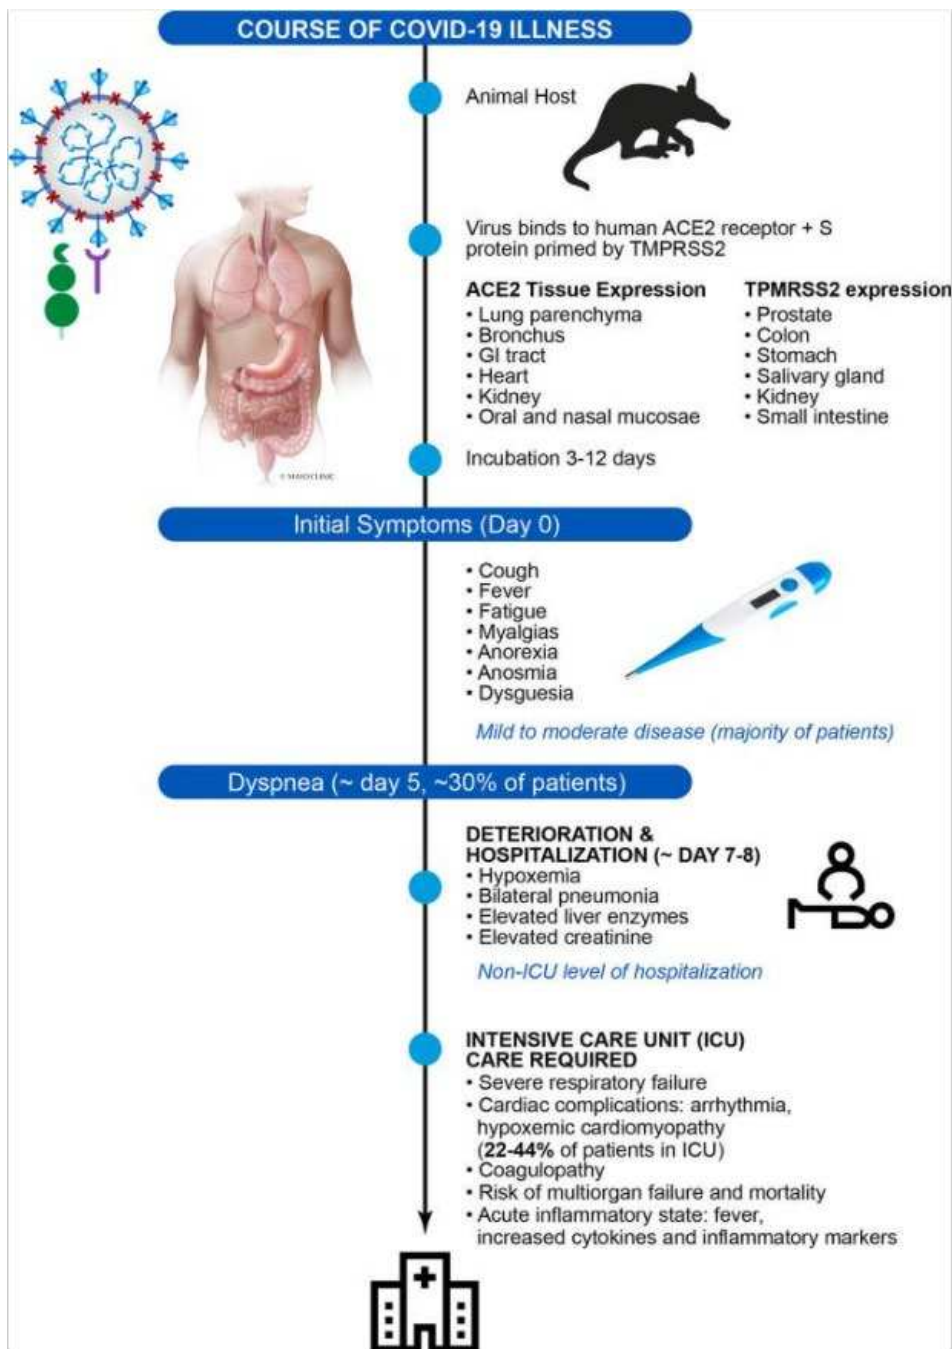 COURSE OF COVID-19 ILLNESS
Animal Host
Virus binds to human ACE2 receptor + S
protein primed by TMPRSS2
ACE2 Tissue Expression
• Lung parenchyma
• Bronchus
• GI tract
• Heart
• Kidney
• Oral and nasal mucosae
TPMRSS2 expression
• Prostate
• Colon
• Stomach
• Salivary gland
• Kidney
• Small intestine
© MAYO CLINIC
Incubation 3-12 days
Initial Symptoms (Day 0)
• Cough
• Fever
• Fatigue
• Myalgias
• Anorexia
• Anosmia
• Dysguesia
Mild to moderate disease (majority of patients)
Dyspnea (~ day 5, ~30% of patients)
DETERIORATION &
HOSPITALIZATION (~ DAY 7-8)
• Hypoxemia
• Bilateral pneumonia
• Elevated liver enzymes
• Elevated creatinine
Non-ICU level of hospitalization
INTENSIVE CARE UNIT (ICU)
CARE REQUIRED
• Severe respiratory failure
• Cardiac complications: arrhythmia,
hypoxemic cardiomyopathy
(22-44% of patients in ICU)
• Coagulopathy
• Risk of multiorgan failure and mortality
• Acute inflammatory state: fever,
increased cytokines and inflammatory markers